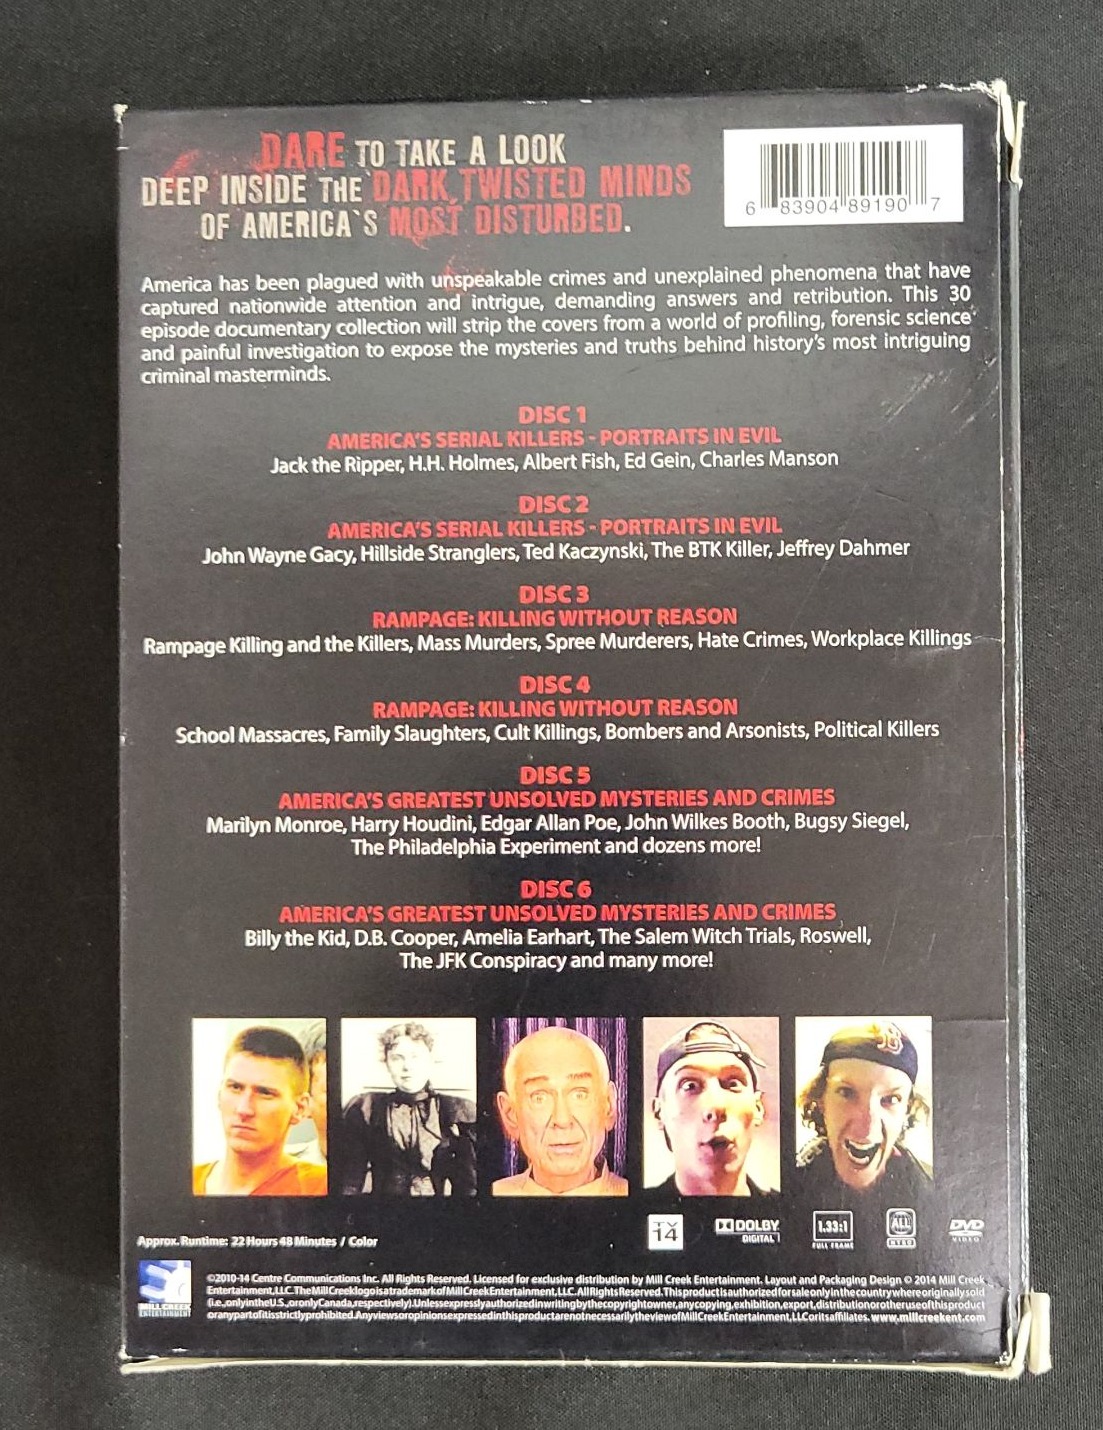 DARE TO TAKE A LOOK
DEEP INSIDE THE DARK, TWISTED MINDS
OF AMERICA`S MOST DISTURBED.
6 83904 89190 7
America has been plagued with unspeakable crimes and unexplained phenomena that have
captured nationwide attention and intrigue, demanding answers and retribution. This 30
episode documentary collection will strip the covers from a world of profiling, forensic science
and painful investigation to expose the mysteries and truths behind history's most intriguing
criminal masterminds.
DISC 1
AMERICA'S SERIAL KILLERS - PORTRAITS IN EVIL
Jack the Ripper, H.H. Holmes, Albert Fish, Ed Gein, Charles Manson
DISC 2
AMERICA'S SERIAL KILLERS - PORTRAITS IN EVIL
John Wayne Gacy, Hillside Stranglers, Ted Kaczynski, The BTK Killer, Jeffrey Dahmer
DISC 3
RAMPAGE: KILLING WITHOUT REASON
Rampage Killing and the Killers, Mass Murders, Spree Murderers, Hate Crimes, Workplace Killings
DISC 4
RAMPAGE: KILLING WITHOUT REASON
School Massacres, Family Slaughters, Cult Killings, Bombers and Arsonists, Political Killers
DISC 5
AMERICA'S GREATEST UNSOLVED MYSTERIES AND CRIMES
Marilyn Monroe, Harry Houdini, Edgar Allan Poe, John Wilkes Booth, Bugsy Siegel,
The Philadelphia Experiment and dozens more!
DISC 6
AMERICA'S GREATEST UNSOLVED MYSTERIES AND CRIMES
Billy the Kid, D.B. Cooper, Amelia Earhart, The Salem Witch Trials, Roswell,
The JFK Conspiracy and many more!
B
Approx. Runtime: 22 Hours 48 Minutes / Color
TV
14
DOLBY
DIGITAL
1.33:1
FULL FRAME
ALL
NTSC
DVD
VIDEO
MILL CREEK
ENTERTAINMENT
©2010-14 Centre Communications Inc. All Rights Reserved. Licensed for exclusive distribution by Mill Creek Entertainment. Layout and Packaging Design © 2014 Mill Creek
Entertainment, LLC. The Mill Creek logo is a trademark of Mill Creek Entertainment, LLC. All Rights Reserved. This product is authorized for sale only in the country where originally sold
(i.e., only in the U.S., or only Canada, respectively). Unless expressly authorized in writing by the copyright owner, any copying, exhibition, export, distribution or other use of this product
or any part of it is strictly prohibited. Any views or opinions expressed in this product are not necessarily the view of Mill Creek Entertainment, LLC or its affiliates. www.millcreekent.com